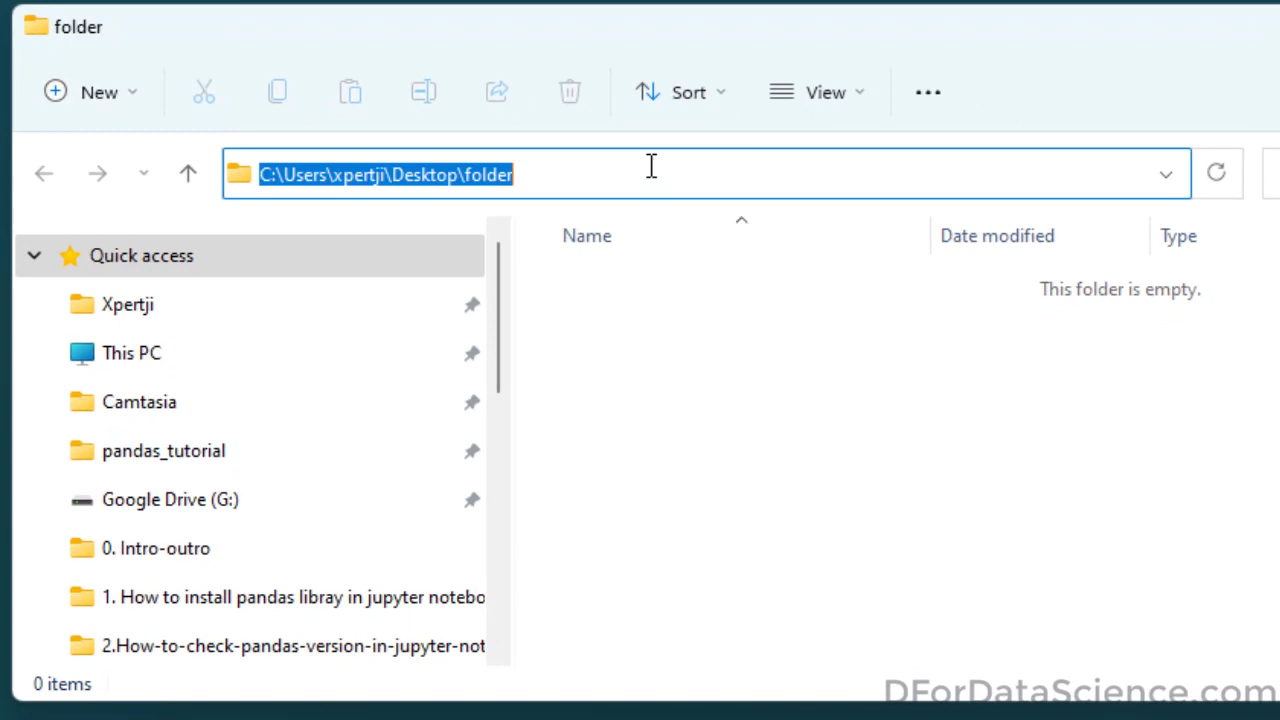 folder
New
Sort
View
C:\Users\xpertji\Desktop\folder
Name
Date modified
Type
This folder is empty.
Quick access
Xpertji
This PC
Camtasia
pandas_tutorial
Google Drive (G:)
0. Intro-outro
1. How to install pandas libray in jupyter notebo
2.How-to-check-pandas-version-in-jupyter-not
0 items
DForDataScience.com